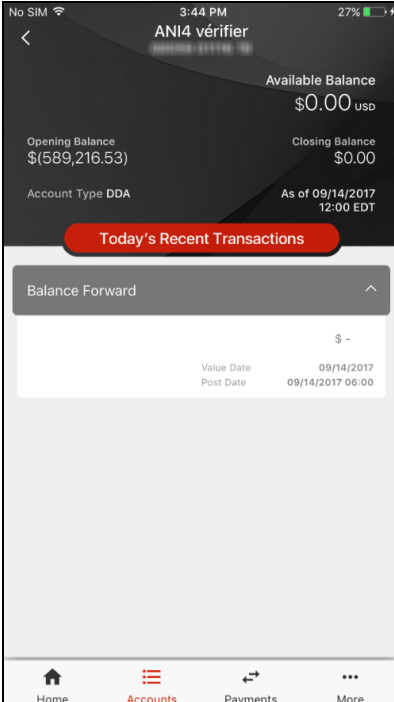 No SIM 3:44 PM 27%
ANI4 vérifier
Available Balance
$0.00 USD
Opening Balance Closing Balance
$(589,216.53) $0.00
Account Type DDA As of 09/14/2017
12:00 EDT
Today's Recent Transactions
Balance Forward
$ -
Value Date 09/14/2017
Post Date 09/14/2017 06:00
Home Accounts Payments More